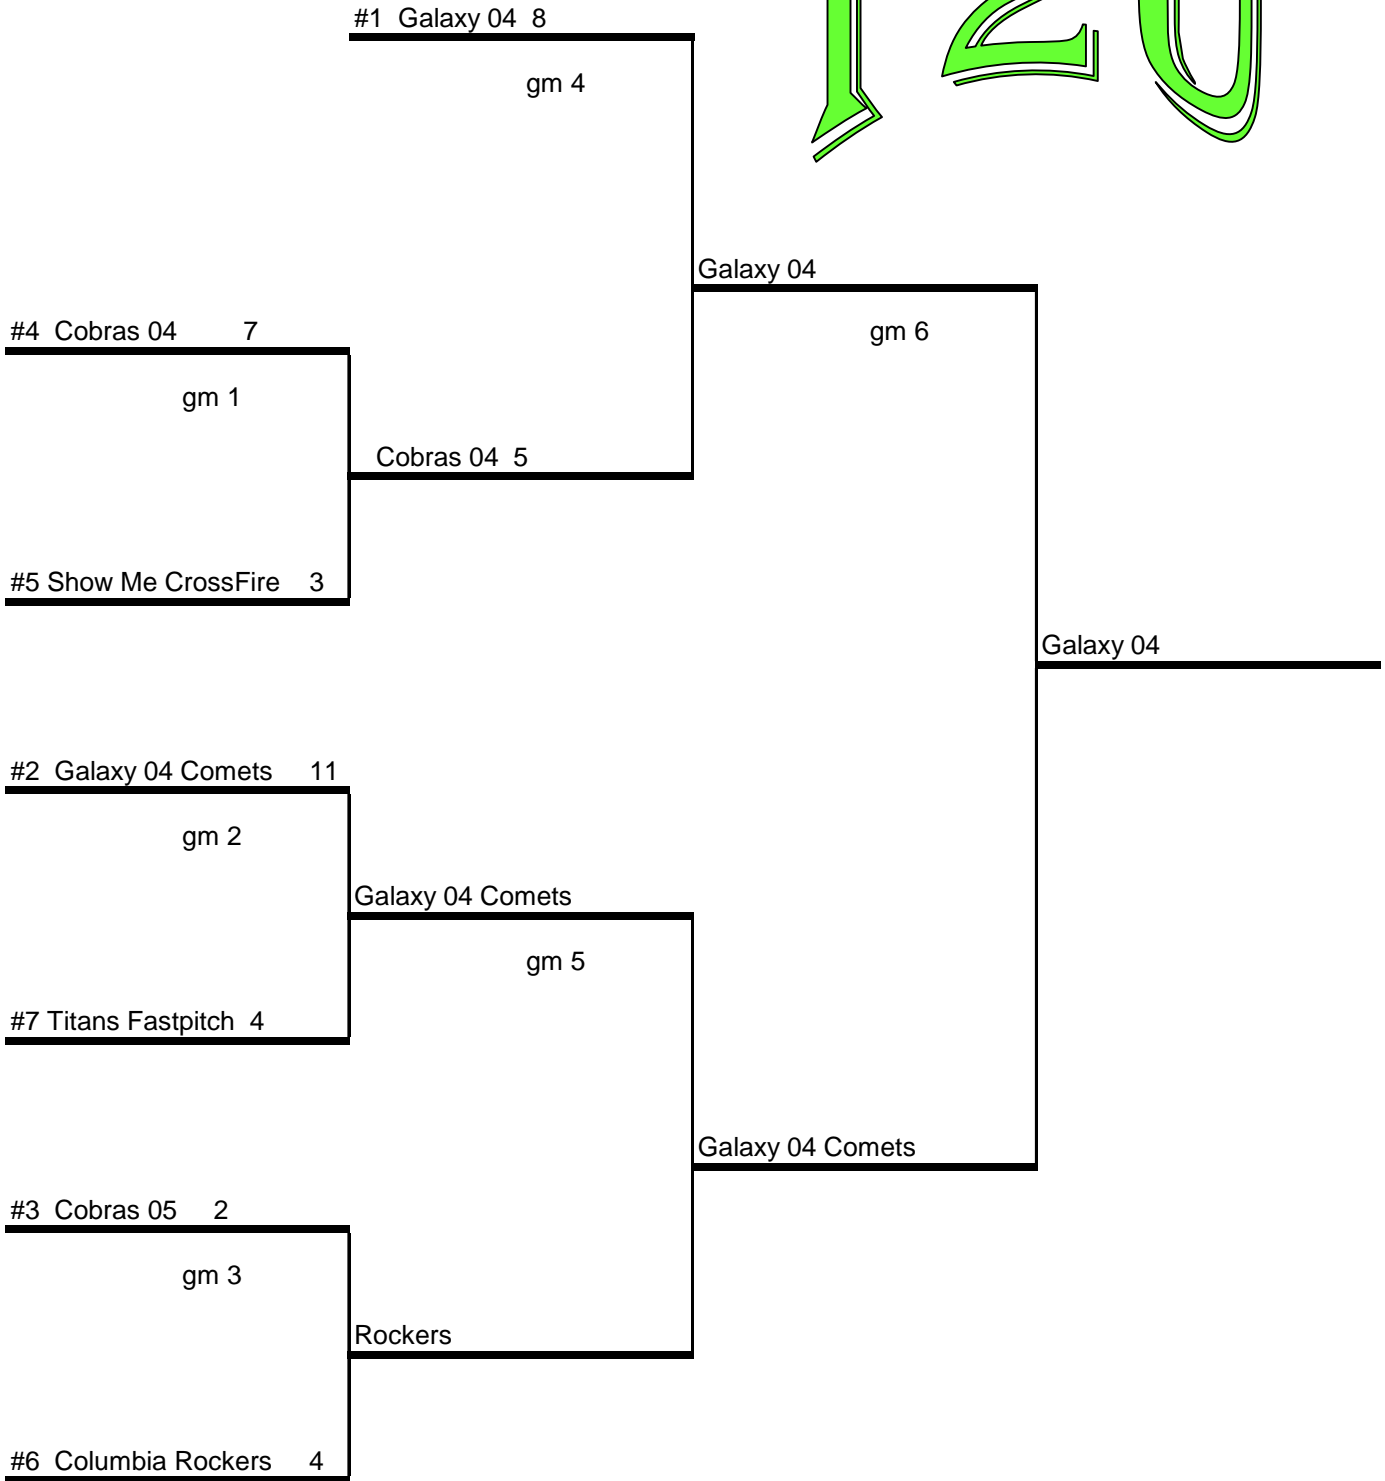 #1 Galaxy 04 8
gm 4
Galaxy 04
#4 Cobras 04 7
gm 6
gm 1
Cobras 04 5
#5 Show Me CrossFire 3
Galaxy 04
#2 Galaxy 04 Comets 11
gm 2
Galaxy 04 Comets
gm 5
#7 Titans Fastpitch 4
Galaxy 04 Comets
#3 Cobras 05 2
gm 3
Rockers
#6 Columbia Rockers 4